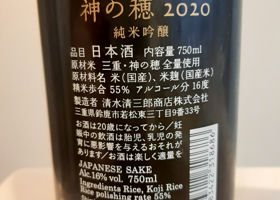 神の穂 2020
純米吟醸
品目 日本酒 内容量 750ml
原材米 三重・神の穂 全量使用
原材料名 米(国産)、米麹(国産米)
精米歩合 55% アルコール分 16度
製造者 清水清三郎商店株式会社
三重県鈴鹿市若松東三丁目9番33号
お酒は20歳になってから/妊
娠中の飲酒は胎児、乳児の発
育に悪影響を与えるおそれが
あります/お酒は楽しく適量を
JAPANESE SAKE
Alc.16% vol. 750ml
Ingredients Rice, Koji Rice
Rice polishing rate 55%